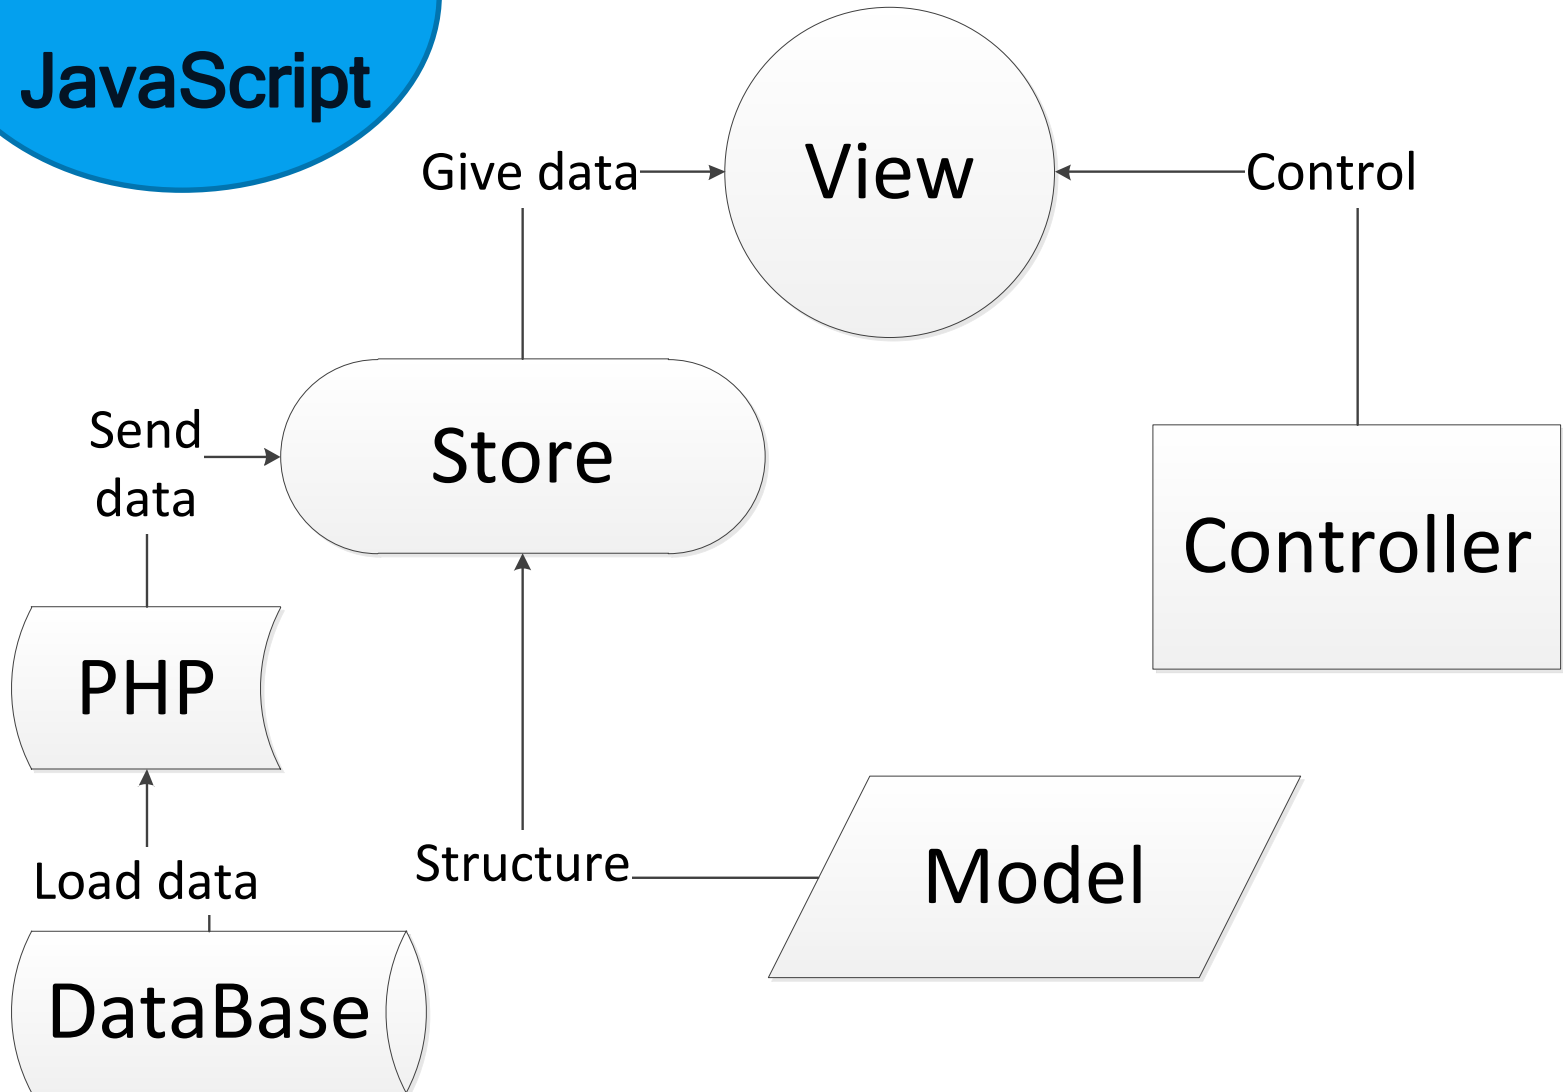 JavaScript
Give data
View
Control
Send
data
Store
Controller
PHP
Structure
Model
Load data
DataBase